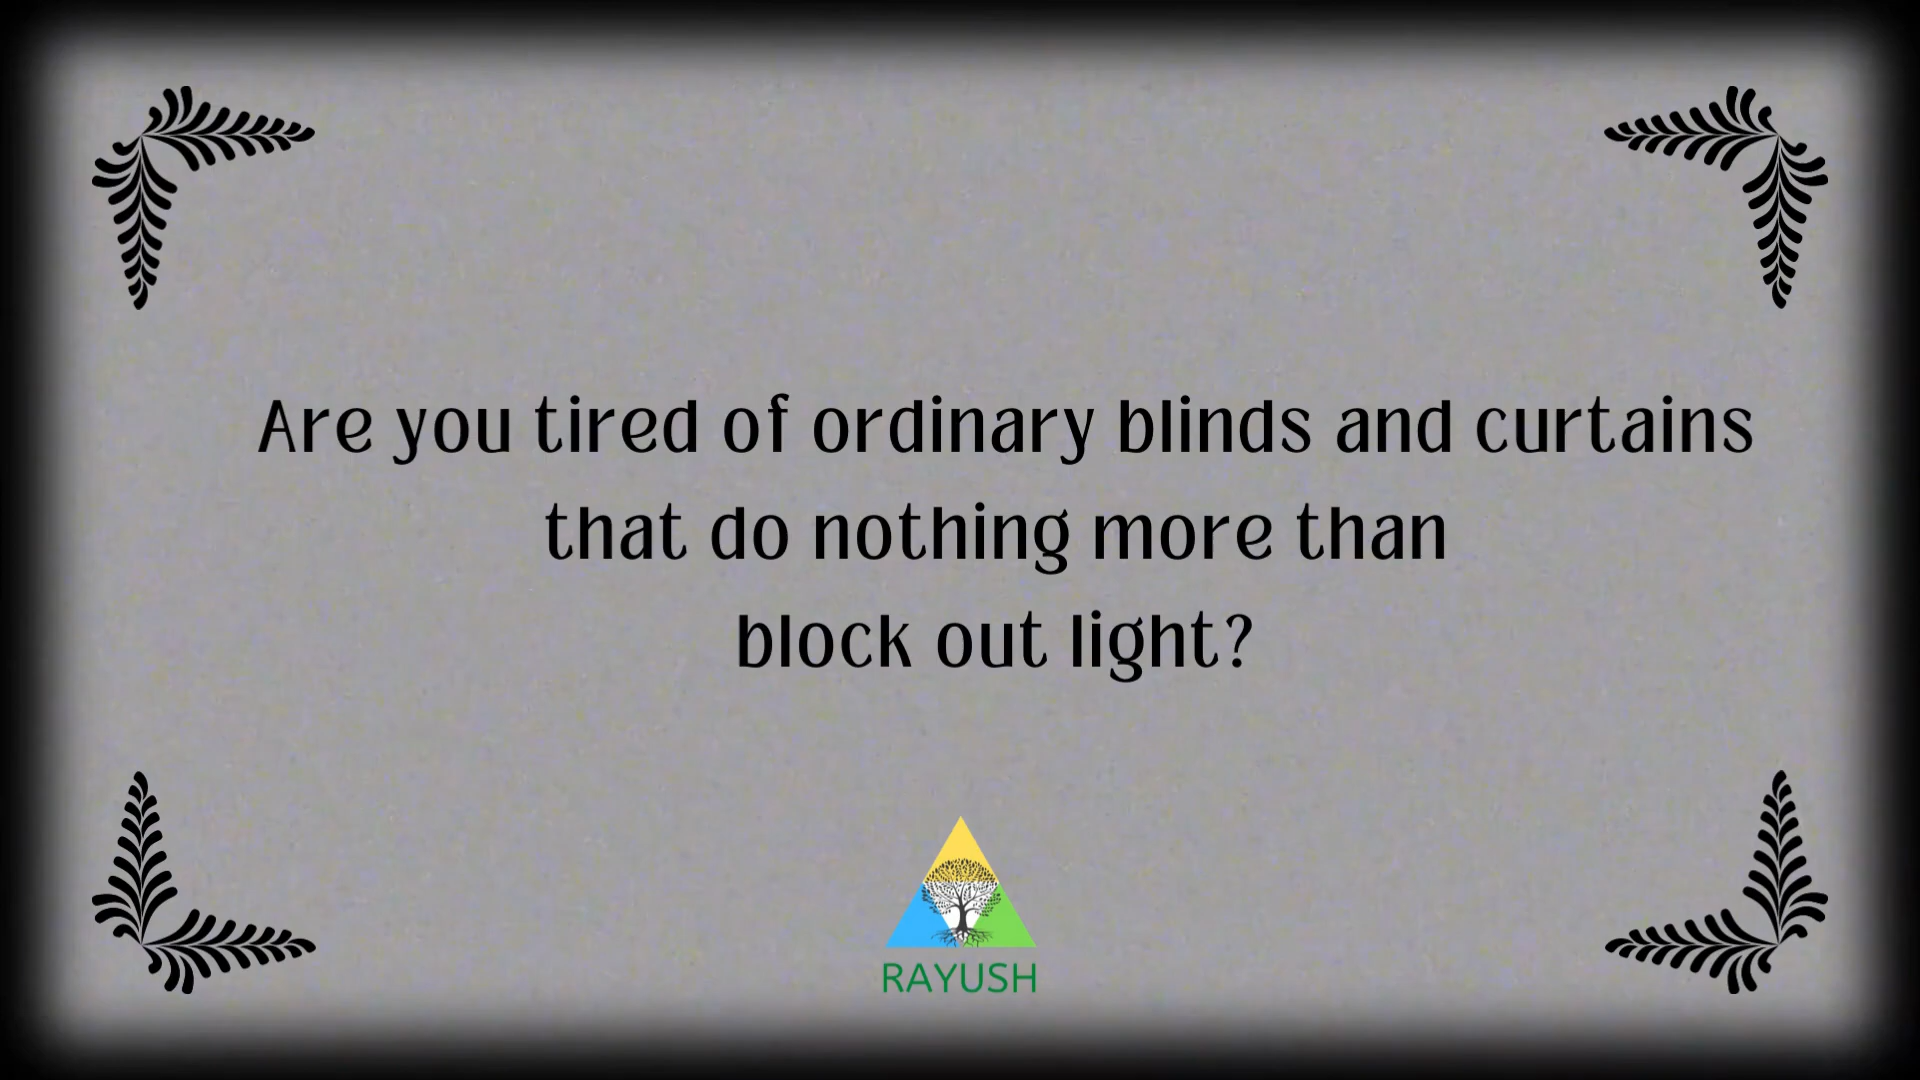 Are you tired of ordinary blinds and curtains
that do nothing more than
block out light?
RAYUSH